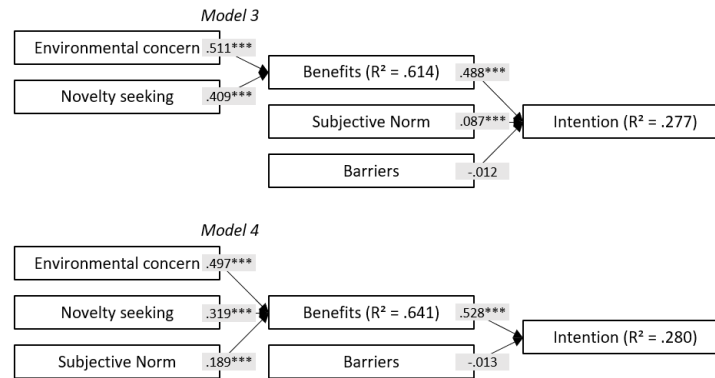 Model 3
Environmental concern .511***
Benefits (R² = .614) .488***
Novelty seeking .409***
Subjective Norm .087***
Intention (R² = .277)
Barriers -.012
Model 4
Environmental concern .497***
Novelty seeking .319***
Benefits (R² = .641) .528***
Intention (R² = .280)
Subjective Norm .189***
Barriers -.013